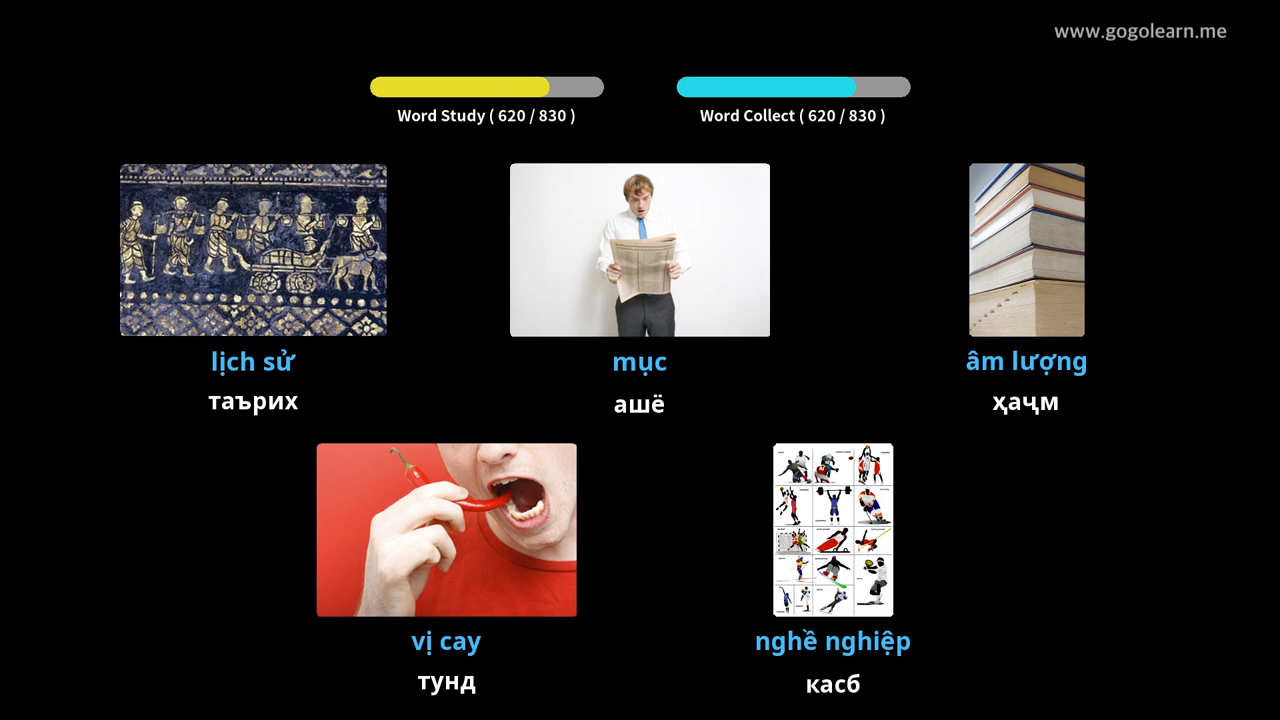 www.gogolearn.me
Word Study ( 620 / 830 )
Word Collect ( 620 / 830 )
lịch sử
таърих
mục
ашё
âm lượng
ҳаҷм
vị cay
тунд
nghề nghiệp
касб